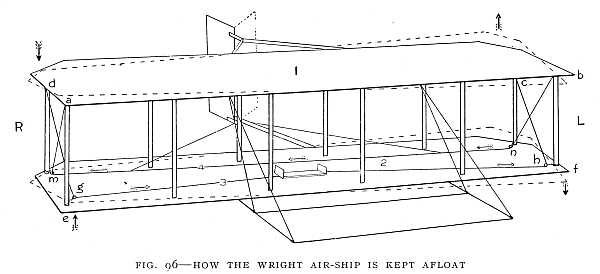 1
d
a
b
c
R
L
m
g
4
3
2
n
h
f
e
FIG. 96—HOW THE WRIGHT AIR-SHIP IS KEPT AFLOAT